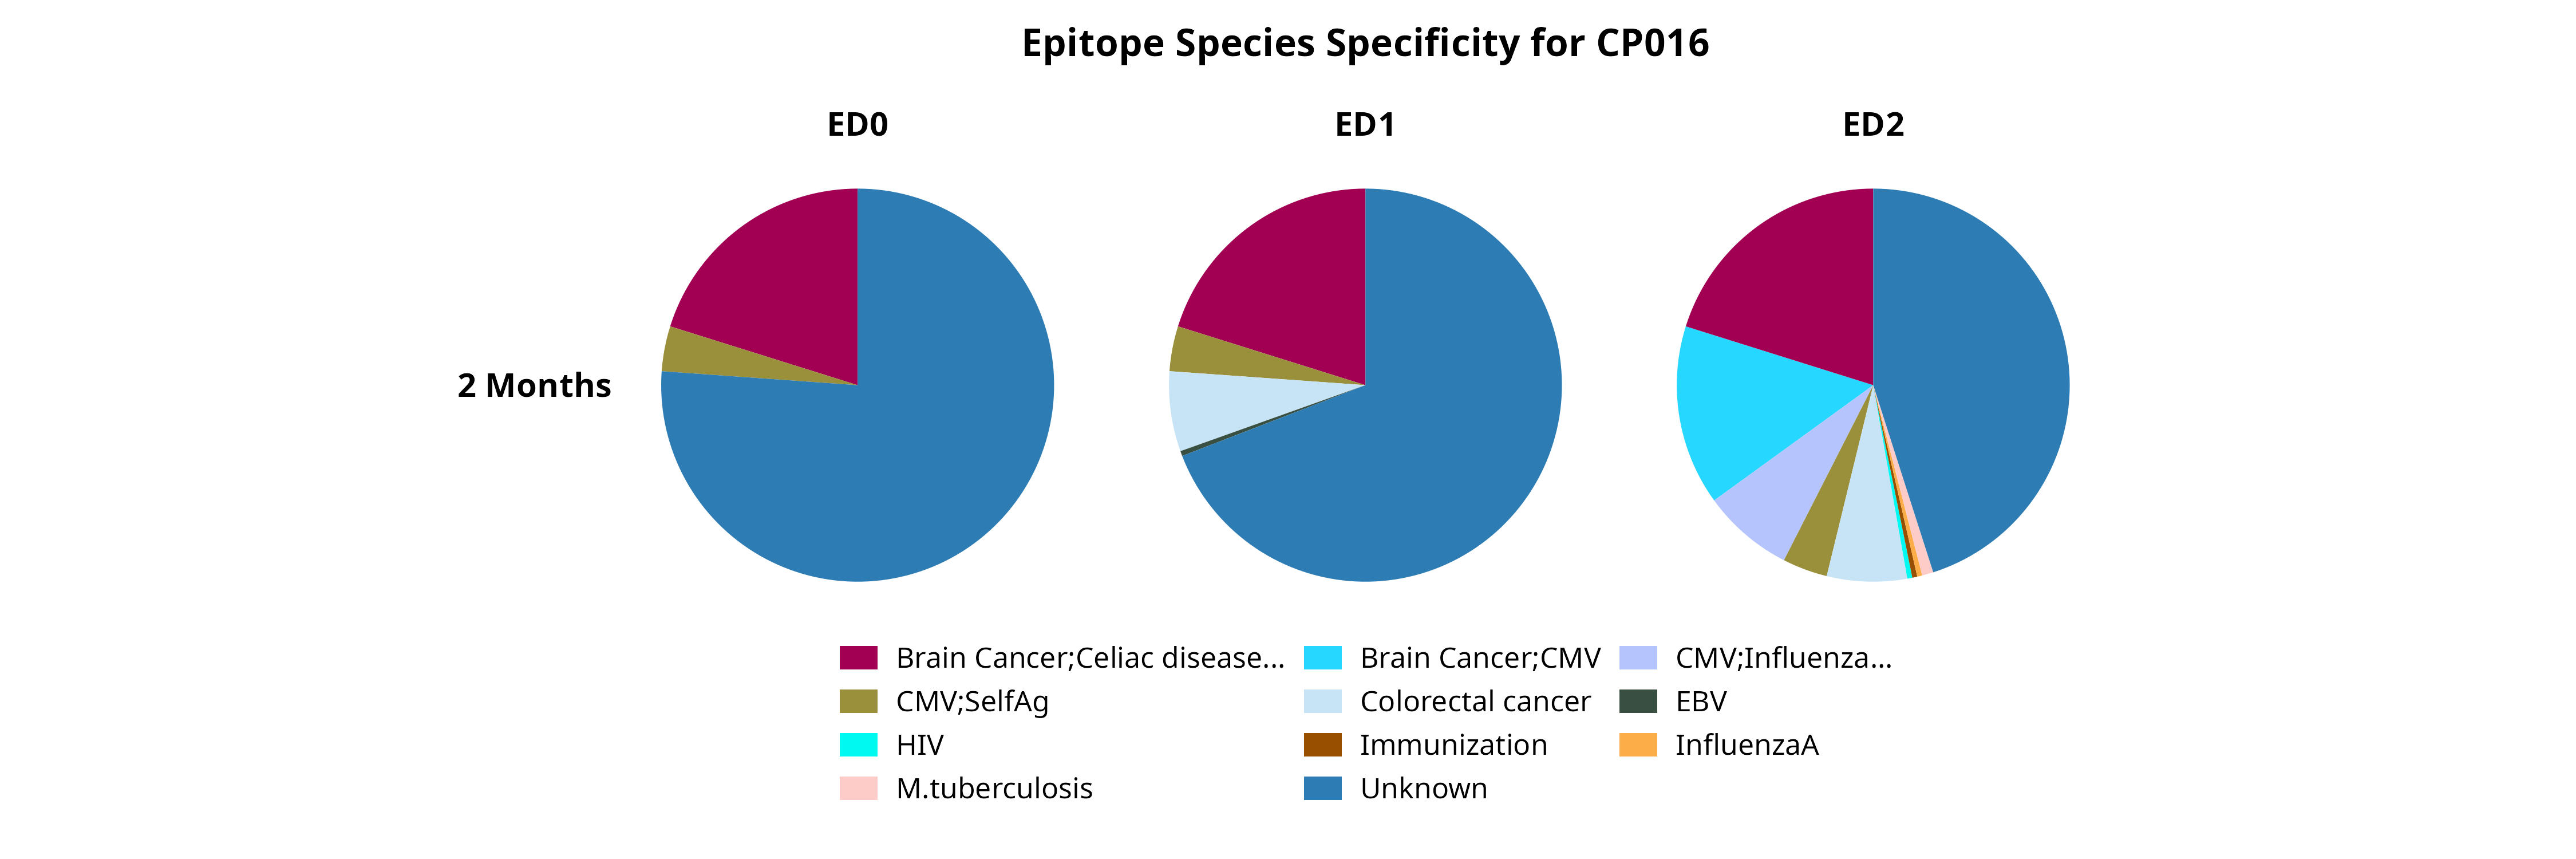 Epitope Species Specificity for CP016
ED0 ED1 ED2
2 Months
Brain Cancer;Celiac disease... Brain Cancer;CMV CMV;Influenza...
CMV;SelfAg Colorectal cancer EBV
HIV Immunization InfluenzaA
M.tuberculosis Unknown